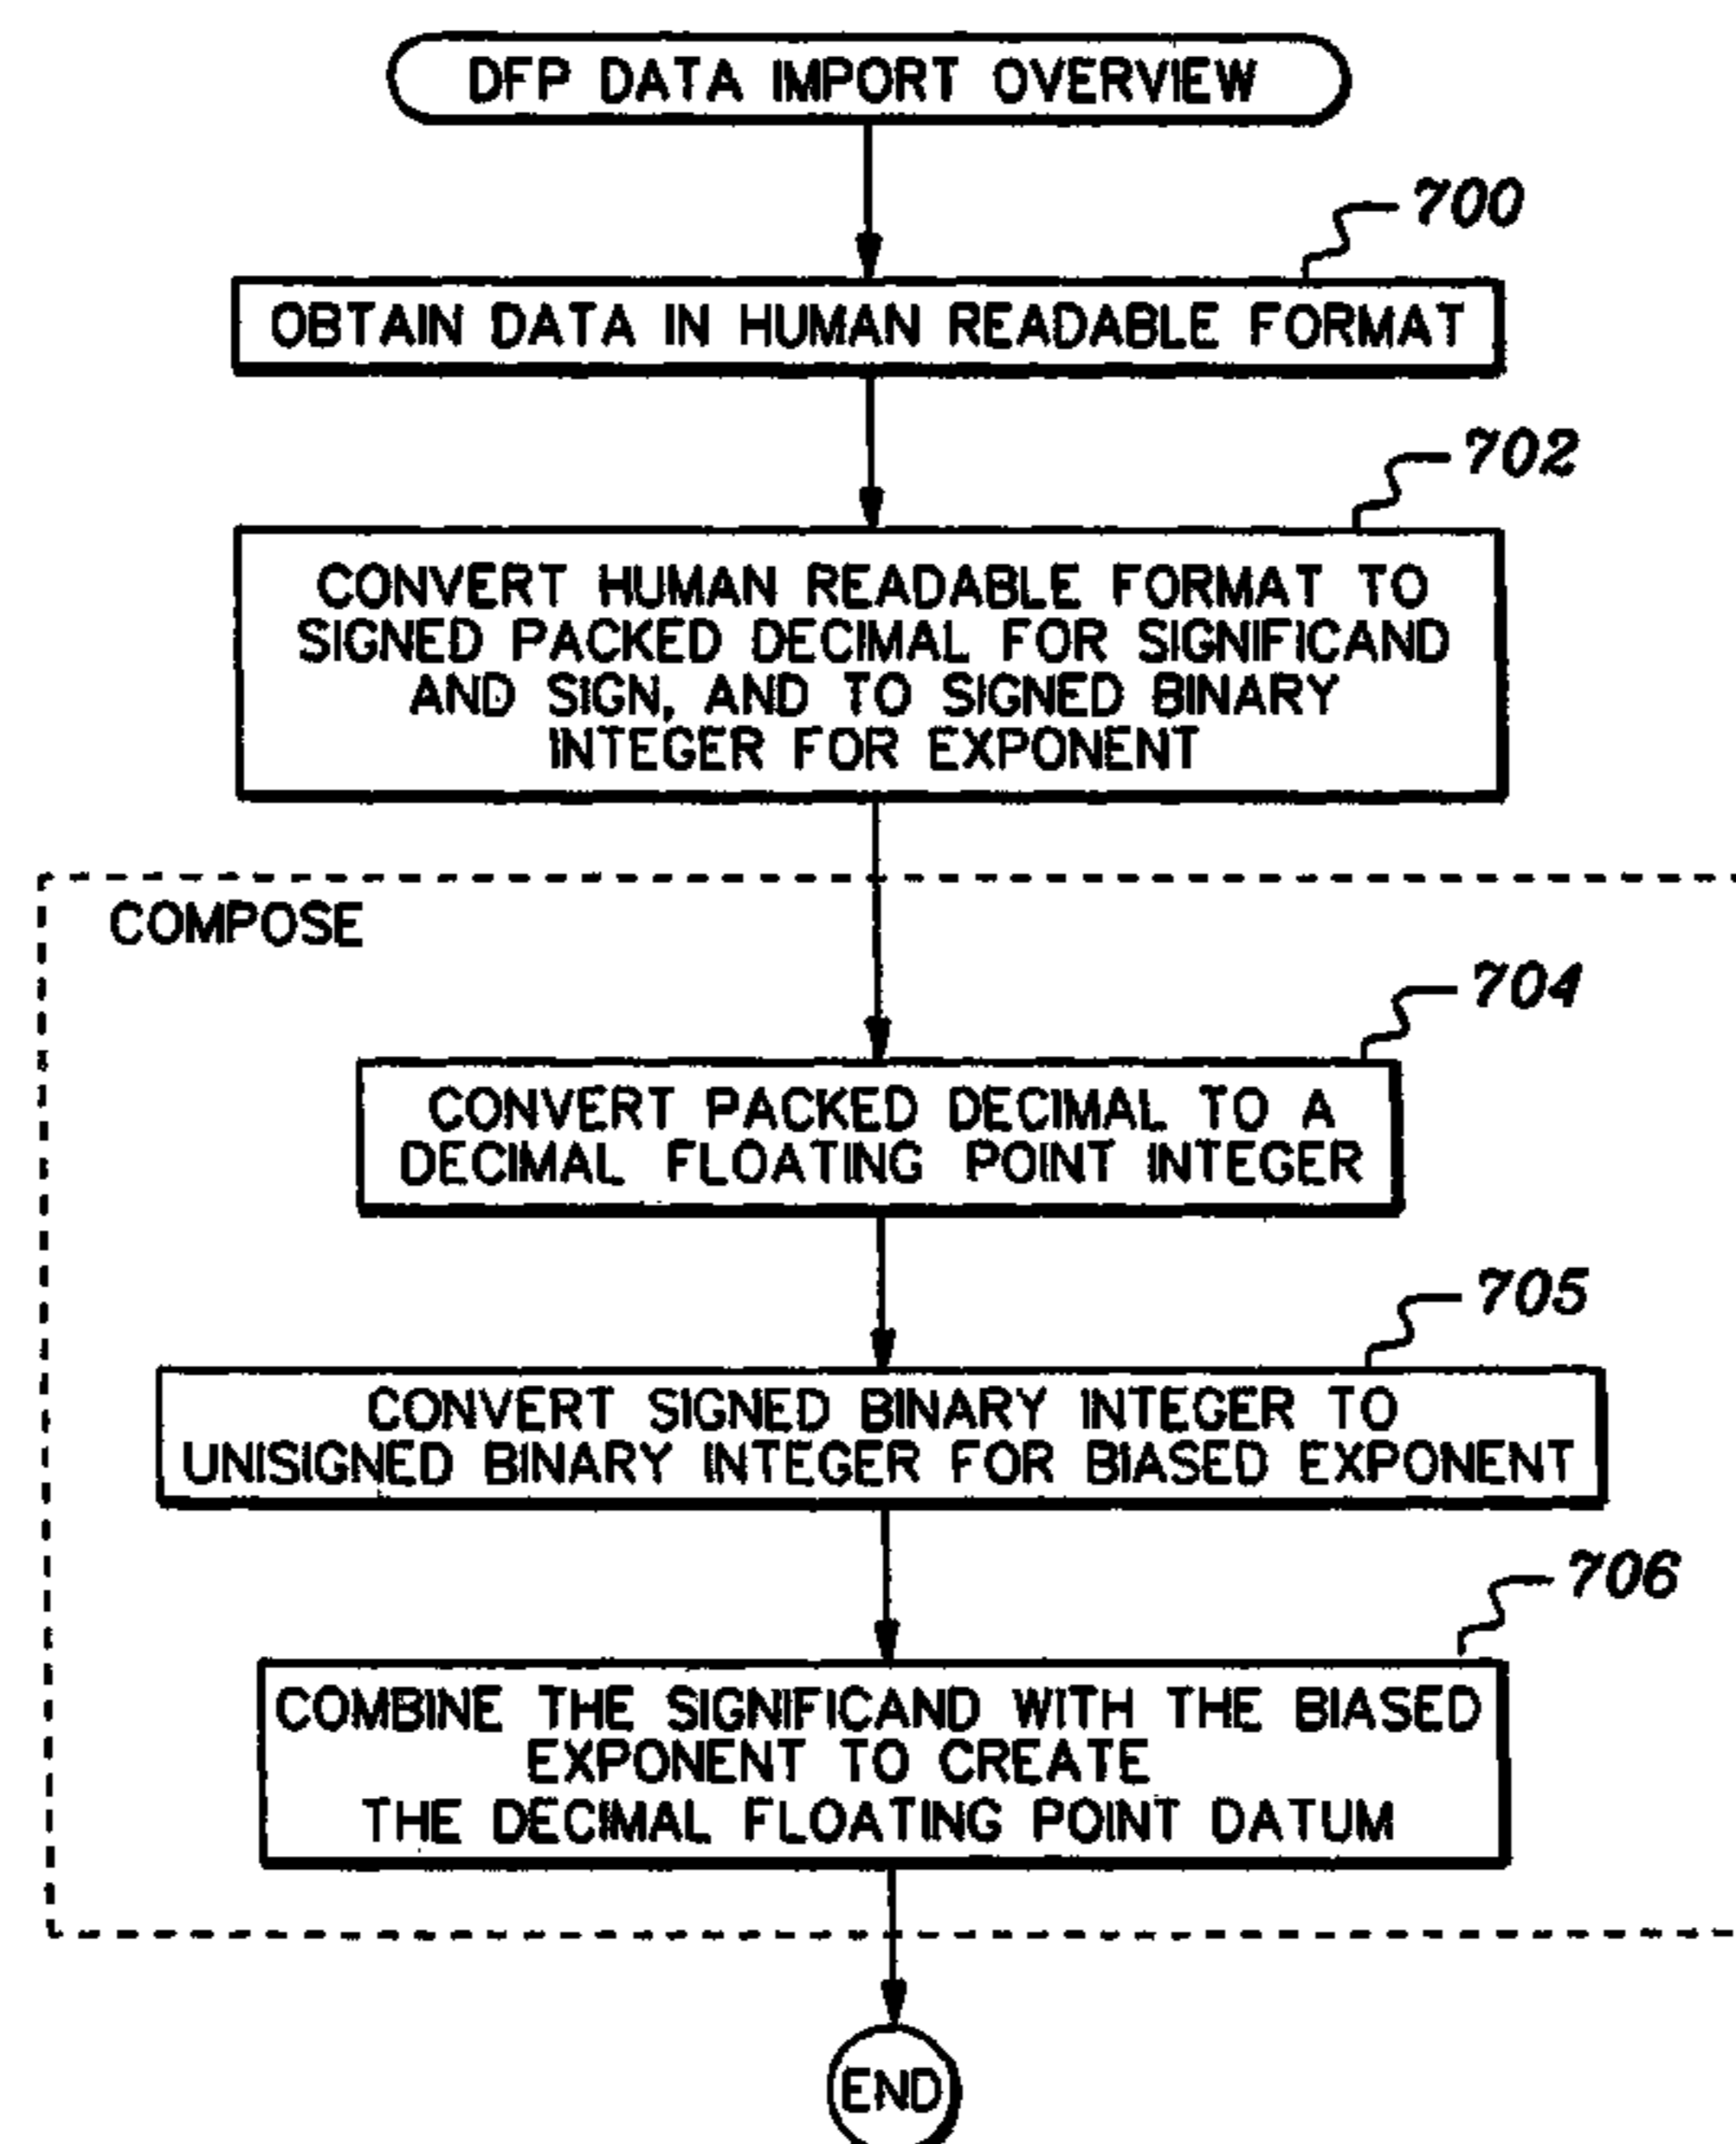 DFP DATA IMPORT OVERVIEW
700
OBTAIN DATA IN HUMAN READABLE FORMAT
702
CONVERT HUMAN READABLE FORMAT TO
SIGNED PACKED DECIMAL FOR SIGNIFICAND
AND SIGN, AND TO SIGNED BINARY
INTEGER FOR EXPONENT
COMPOSE
704
CONVERT PACKED DECIMAL TO A
DECIMAL FLOATING POINT INTEGER
705
CONVERT SIGNED BINARY INTEGER TO
UNISIGNED BINARY INTEGER FOR BIASED EXPONENT
706
COMBINE THE SIGNIFICAND WITH THE BIASED
EXPONENT TO CREATE
THE DECIMAL FLOATING POINT DATUM
END